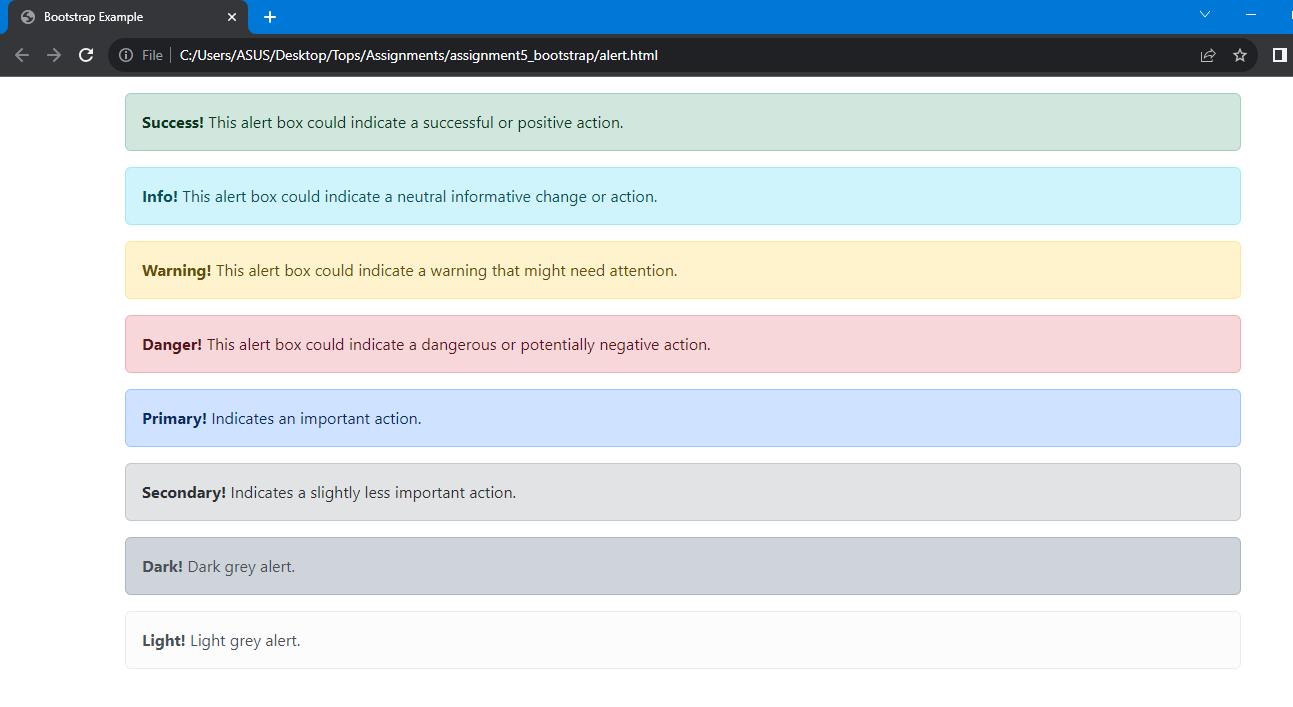 Bootstrap Example
File C:/Users/ASUS/Desktop/Tops/Assignments/assignment5_bootstrap/alert.html
Success! This alert box could indicate a successful or positive action.
Info! This alert box could indicate a neutral informative change or action.
Warning! This alert box could indicate a warning that might need attention.
Danger! This alert box could indicate a dangerous or potentially negative action.
Primary! Indicates an important action.
Secondary! Indicates a slightly less important action.
Dark! Dark grey alert.
Light! Light grey alert.